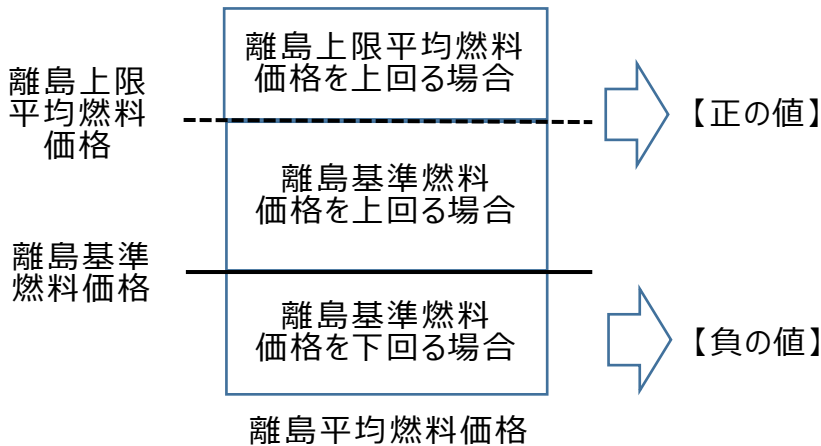 離島上限平均燃料
価格を上回る場合
離島上限
平均燃料
価格
【正の値】
離島基準燃料
価格を上回る場合
離島基準
燃料価格
離島基準燃料
価格を下回る場合
【負の値】
離島平均燃料価格